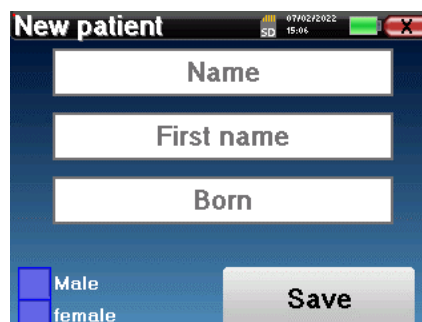 New patient
SD
07/02/2022
15:06
X
Name
First name
Born
Male
female
Save